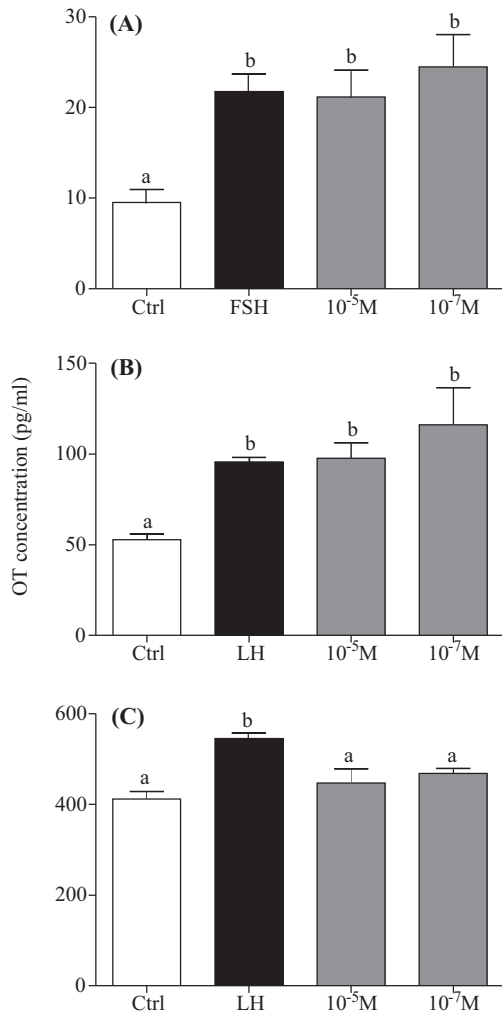 (A)
30
20
10
0
a
b
b
b
Ctrl
FSH
10⁻⁵M
10⁻⁷M
OT concentration (pg/ml)
(B)
150
100
50
0
a
b
b
b
Ctrl
LH
10⁻⁵M
10⁻⁷M
(C)
600
400
200
0
a
b
a
a
Ctrl
LH
10⁻⁵M
10⁻⁷M